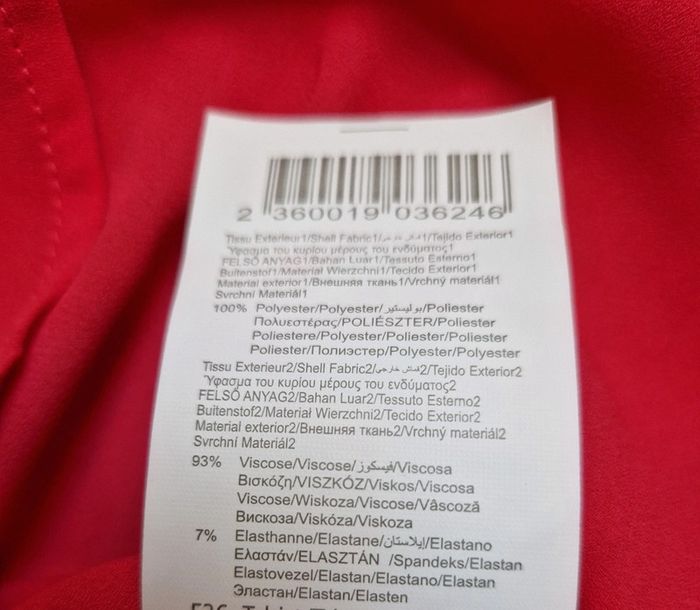 2 360019 036246
Tissu Exterieur1/Shell Fabric1/قماش خارجي1/Tejido Exterior1
Ύφασμα του κυρίου μέρους του ενδύματος1
FELSŐ ANYAG1/Bahan Luar1/Tessuto Esterno1
Buitenstof1/Materiał Wierzchni1/Tecido Exterior1
Material exterior1/Внешняя ткань1/Vrchný materiál1
Svrchní Materiál1
100% Polyester/Polyester/بوليستير/Poliester
Πολυεστέρας/POLIÉSZTER/Poliester
Poliestere/Polyester/Poliester/Poliester
Poliester/Полиэстер/Polyester/Polyester
Tissu Exterieur2/Shell Fabric2/قماش خارجي2/Tejido Exterior2
Ύφασμα του κυρίου μέρους του ενδύματος2
FELSŐ ANYAG2/Bahan Luar2/Tessuto Esterno2
Buitenstof2/Materiał Wierzchni2/Tecido Exterior2
Material exterior2/Внешняя ткань2/Vrchný materiál2
Svrchní Materiál2
93% Viscose/Viscose/فيسكوز/Viscosa
Βισκόζη/VISZKÓZ/Viskos/Viscosa
Viscose/Wiskoza/Viscose/Vâscoză
Вискоза/Viskóza/Viskoza
7% Elasthanne/Elastane/إيلاستان/Elastano
Ελαστάν/ELASZTÁN /Spandeks/Elastan
Elastovezel/Elastan/Elastano/Elastan
Эластан/Elastan/Elasten